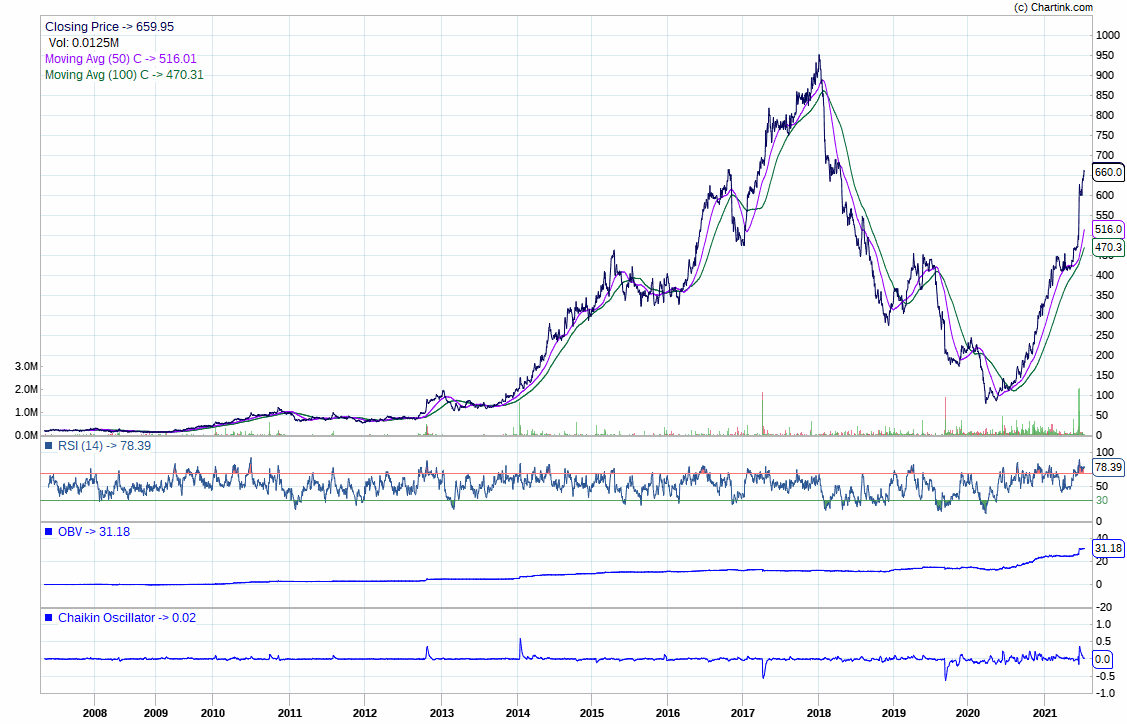 (c) Chartink.com
Closing Price -> 659.95
Vol: 0.0125M
Moving Avg (50) C -> 516.01
Moving Avg (100) C -> 470.31
1000
950
900
850
800
750
700
660.0
600
550
516.0
470.3
400
350
300
250
200
150
100
50
0
3.0M
2.0M
1.0M
0.0M
RSI (14) -> 78.39
100
78.39
50
30
0
OBV -> 31.18
40
31.18
20
0
-20
Chaikin Oscillator -> 0.02
1.0
0.5
0.0
-0.5
-1.0
2008 2009 2010 2011 2012 2013 2014 2015 2016 2017 2018 2019 2020 2021